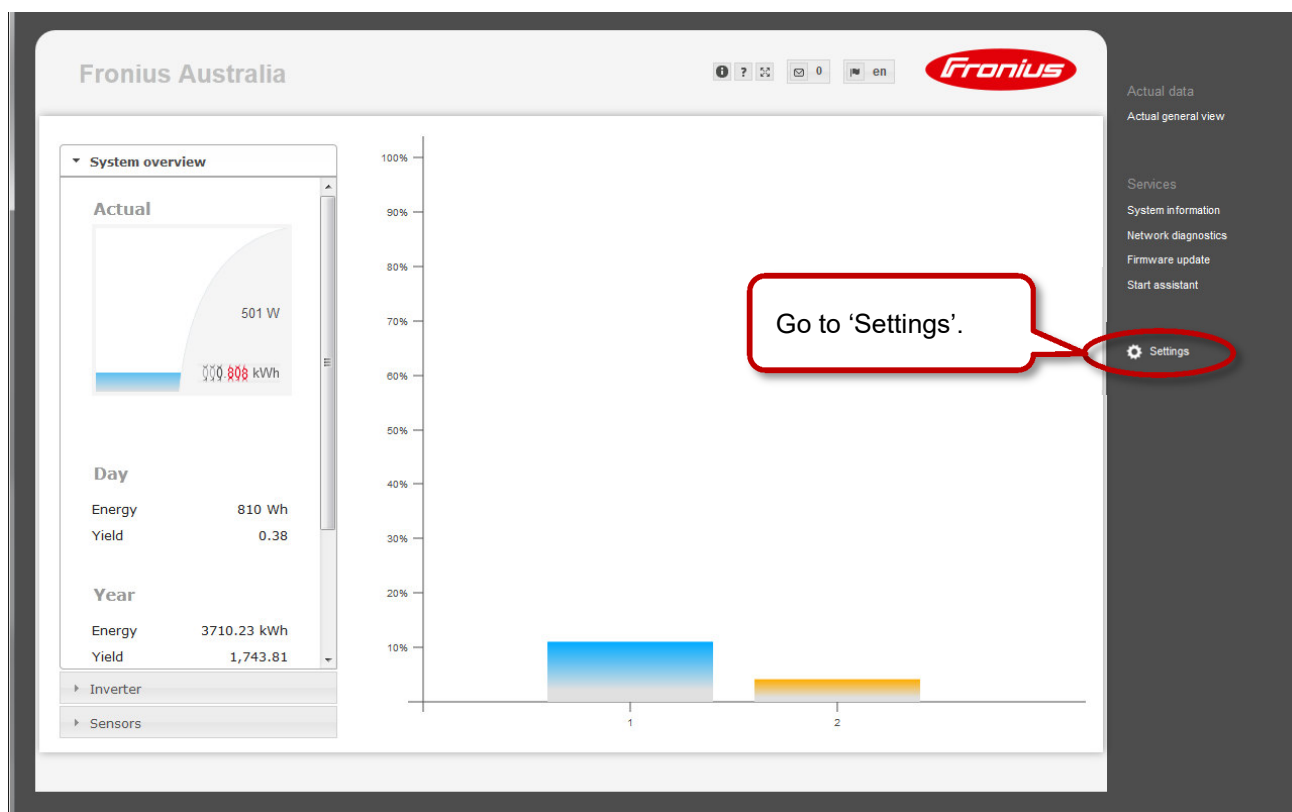 Fronius Australia
? 0 en
Fronius
Actual data
Actual general view
Services
System information
Network diagnostics
Firmware update
Start assistant
Settings
Go to ‘Settings’.
System overview
Actual
501 W
000.808 kWh
Day
Energy 810 Wh
Yield 0.38
Year
Energy 3710.23 kWh
Yield 1,743.81
Inverter
Sensors
100%
90%
80%
70%
60%
50%
40%
30%
20%
10%
1 2